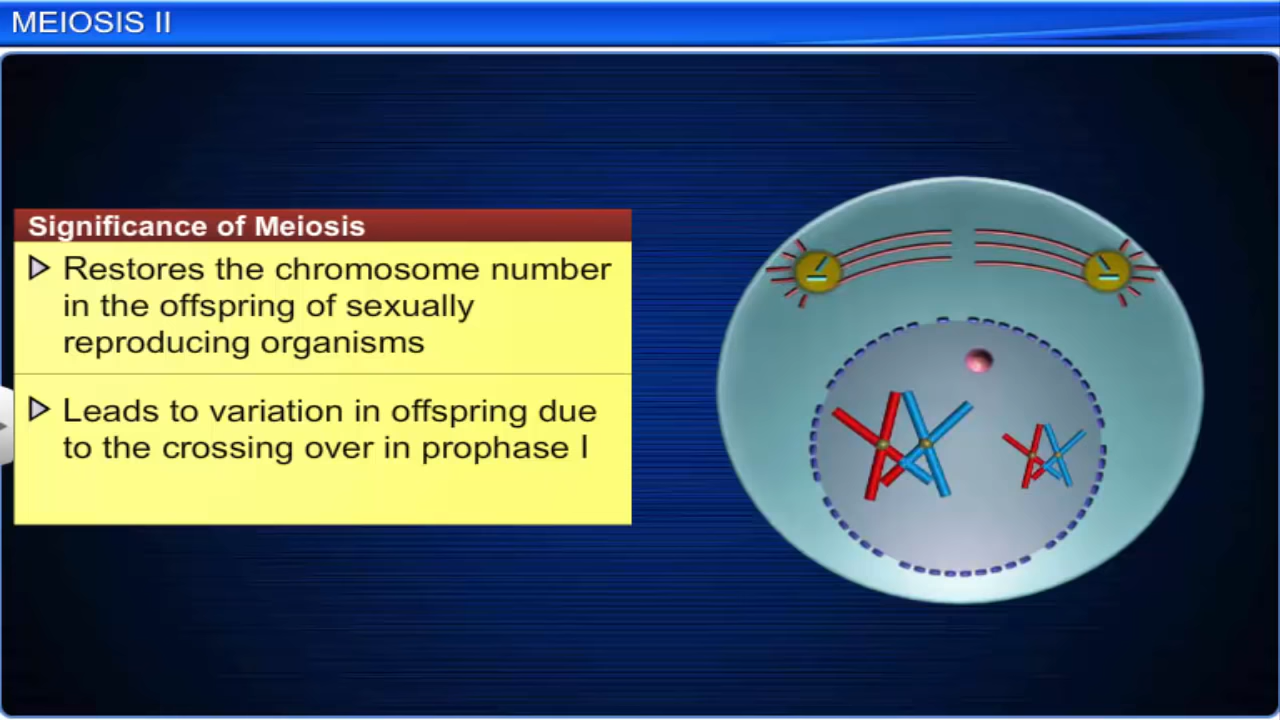 MEIOSIS II
Significance of Meiosis
Restores the chromosome number
in the offspring of sexually
reproducing organisms
Leads to variation in offspring due
to the crossing over in prophase I